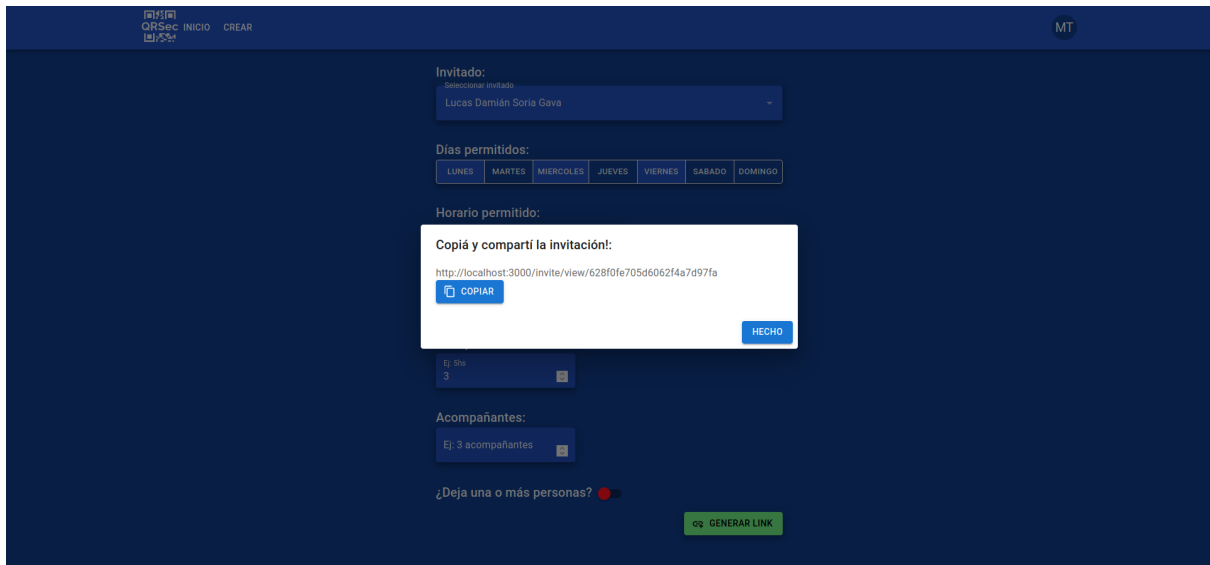 QRSec INICIO CREAR
MT
Invitado:
Seleccionar invitado
Lucas Damián Soria Gava
Días permitidos:
LUNES MARTES MIERCOLES JUEVES VIERNES SABADO DOMINGO
Horario permitido:
Copiá y compartí la invitación!:
http://localhost:3000/invite/view/628f0fe705d6062f4a7d97fa
COPIAR
HECHO
Ej: 5hs
3
Acompañantes:
Ej: 3 acompañantes
¿Deja una o más personas?
GENERAR LINK